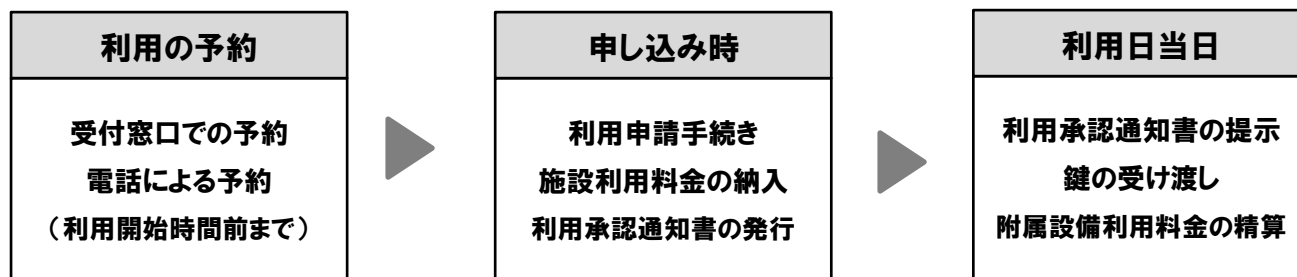 利用の予約
受付窓口での予約
電話による予約
（利用開始時間前まで）
申し込み時
利用申請手続き
施設利用料金の納入
利用承認通知書の発行
利用日当日
利用承認通知書の提示
鍵の受け渡し
附属設備利用料金の精算